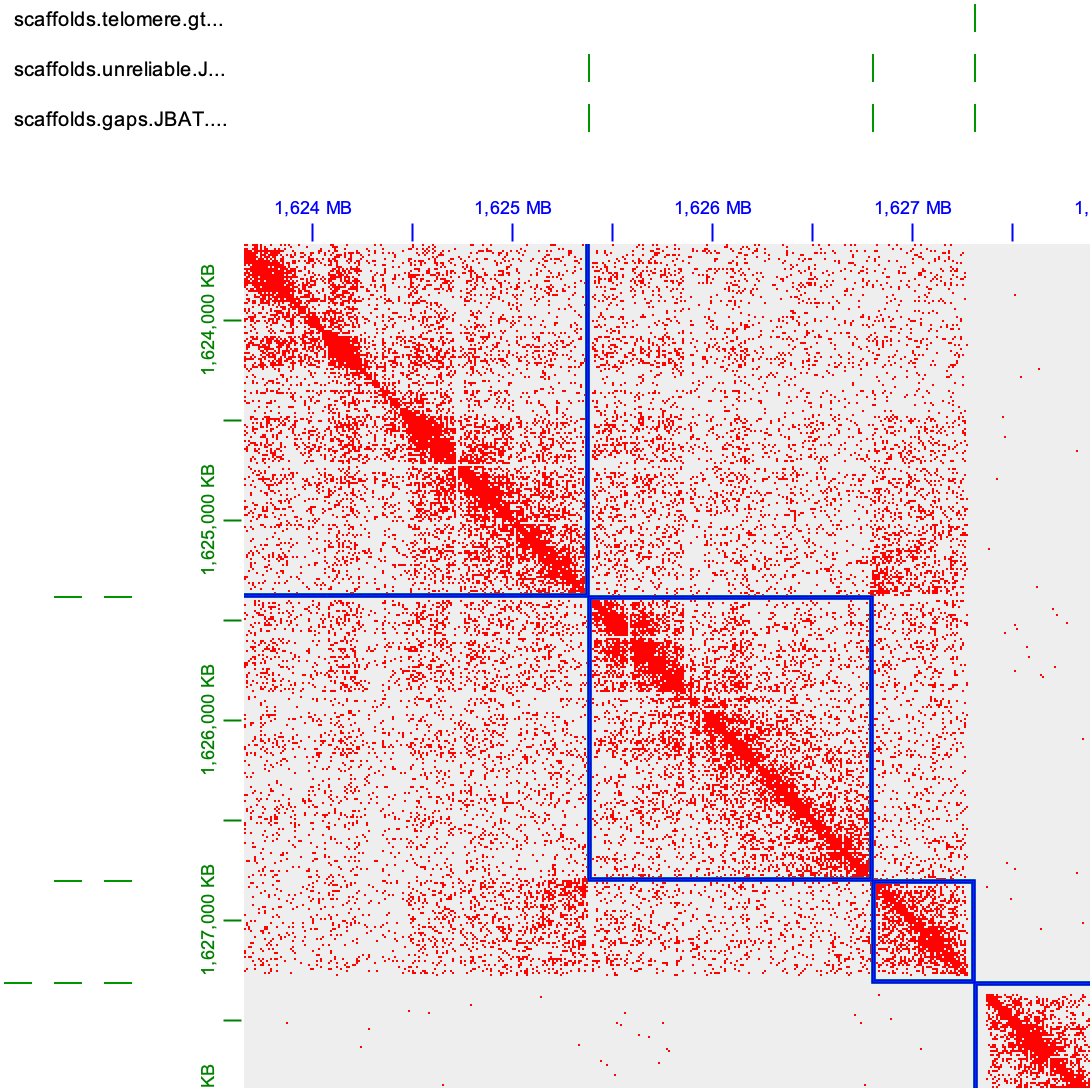 scaffolds.telomere.gt...
scaffolds.unreliable.J...
scaffolds.gaps.JBAT....
1,624 MB 1,625 MB 1,626 MB 1,627 MB 1,
1,624,000 KB
1,625,000 KB
1,626,000 KB
1,627,000 KB
KB